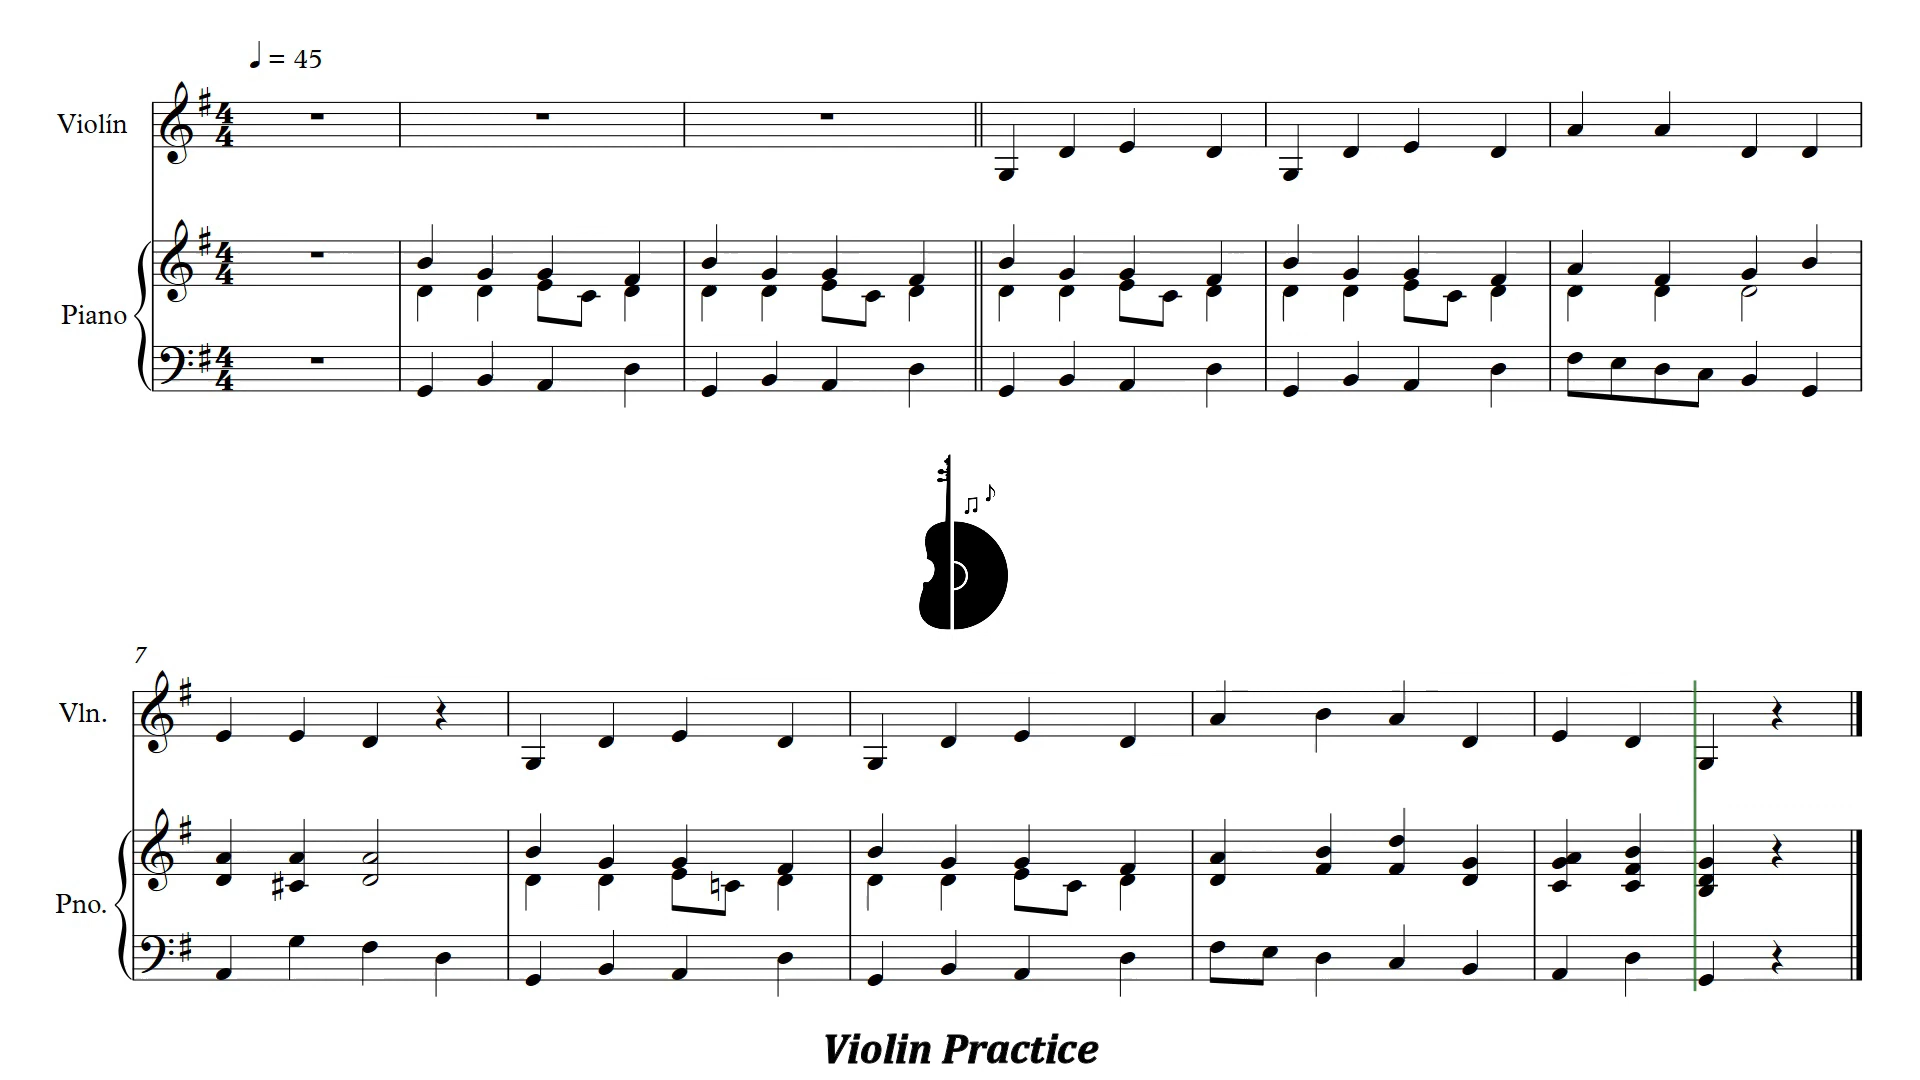 ♩ = 45
Violín
Piano
7
Vln.
Pno.
Violin Practice